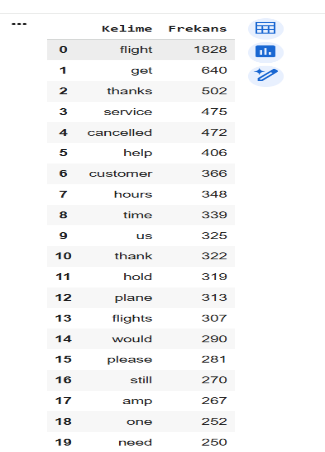 Kelime Frekans
0 flight 1828
1 get 640
2 thanks 502
3 service 475
4 cancelled 472
5 help 406
6 customer 366
7 hours 348
8 time 339
9 us 325
10 thank 322
11 hold 319
12 plane 313
13 flights 307
14 would 290
15 please 281
16 still 270
17 amp 267
18 one 252
19 need 250